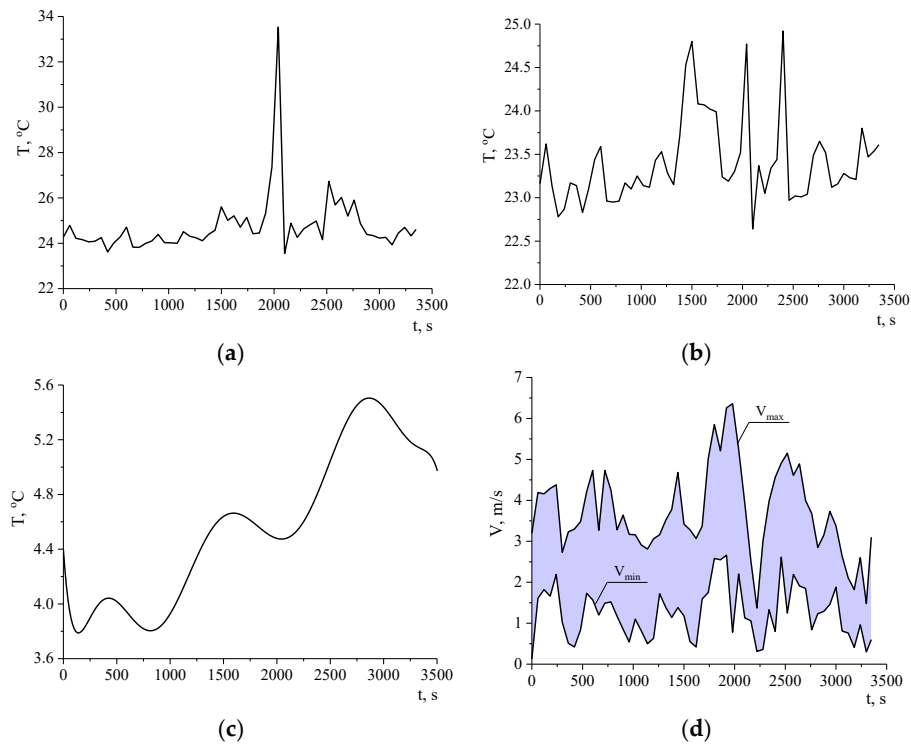 34
32
30
28
26
24
22
T, °C
0 500 1000 1500 2000 2500 3000 3500
t, s
(a)
25.0
24.5
24.0
23.5
23.0
22.5
22.0
T, °C
0 500 1000 1500 2000 2500 3000 3500
t, s
(b)
5.6
5.2
4.8
4.4
4.0
3.6
T, °C
0 500 1000 1500 2000 2500 3000 3500
t, s
(c)
7
6
5
4
3
2
1
0
V, m/s
Vmax
Vmin
0 500 1000 1500 2000 2500 3000 3500
t, s
(d)